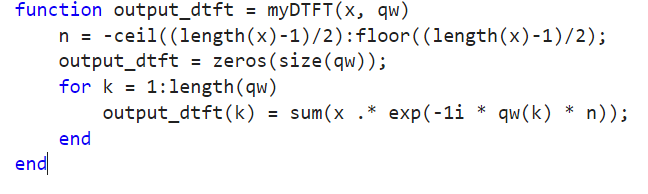 function output_dtft = myDTFT(x, qw)
n = -ceil((length(x)-1)/2):floor((length(x)-1)/2);
output_dtft = zeros(size(qw));
for k = 1:length(qw)
output_dtft(k) = sum(x .* exp(-1i * qw(k) * n));
end
end